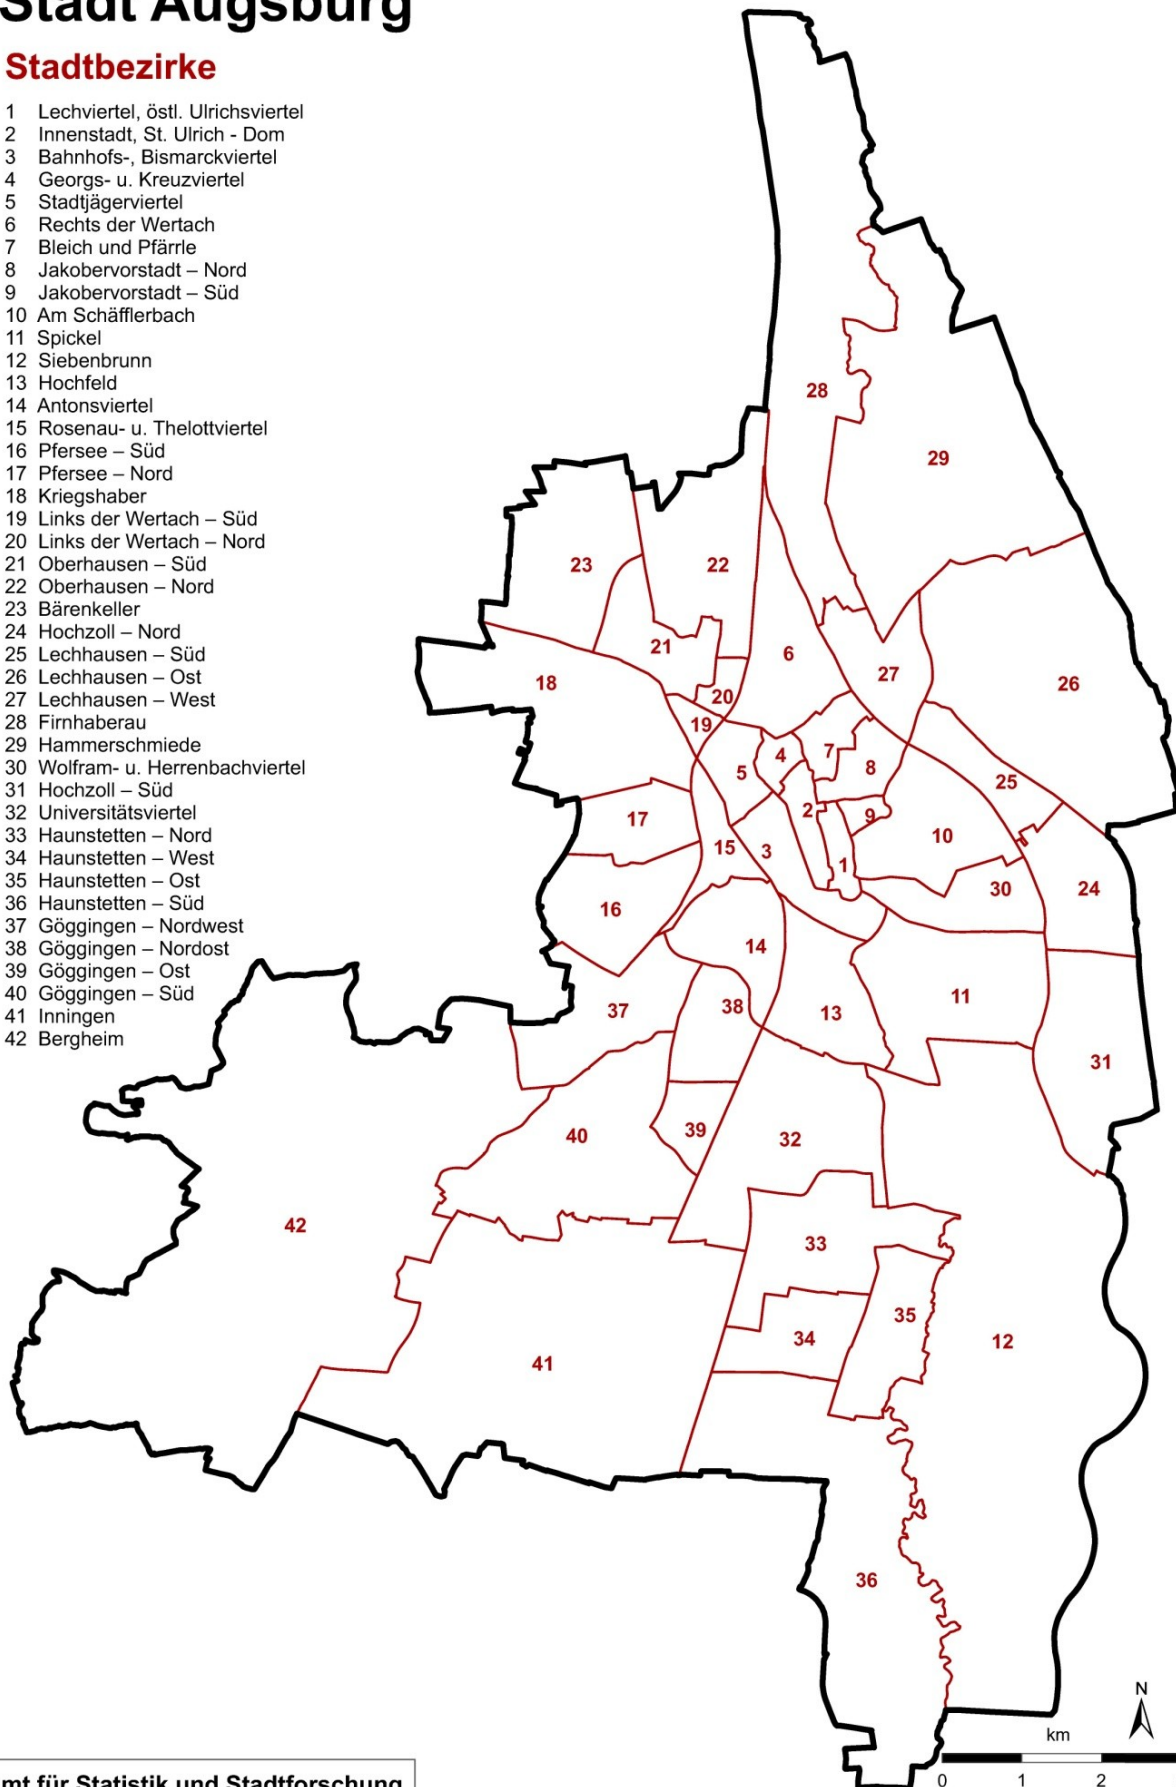 Stadt Augsburg
Stadtbezirke
1 Lechviertel, östl. Ulrichsviertel
2 Innenstadt, St. Ulrich - Dom
3 Bahnhofs-, Bismarckviertel
4 Georgs- u. Kreuzviertel
5 Stadtjägerviertel
6 Rechts der Wertach
7 Bleich und Pfärrle
8 Jakobervorstadt – Nord
9 Jakobervorstadt – Süd
10 Am Schäfflerbach
11 Spickel
12 Siebenbrunn
13 Hochfeld
14 Antonsviertel
15 Rosenau- u. Thelottviertel
16 Pfersee – Süd
17 Pfersee – Nord
18 Kriegshaber
19 Links der Wertach – Süd
20 Links der Wertach – Nord
21 Oberhausen – Süd
22 Oberhausen – Nord
23 Bärenkeller
24 Hochzoll – Nord
25 Lechhausen – Süd
26 Lechhausen – Ost
27 Lechhausen – West
28 Firnhaberau
29 Hammerschmiede
30 Wolfram- u. Herrenbachviertel
31 Hochzoll – Süd
32 Universitätsviertel
33 Haunstetten – Nord
34 Haunstetten – West
35 Haunstetten – Ost
36 Haunstetten – Süd
37 Göggingen – Nordwest
38 Göggingen – Nordost
39 Göggingen – Ost
40 Göggingen – Süd
41 Inningen
42 Bergheim
28
29
23
22
21
6
27
26
18
20
19
4
7
5
8
25
2
17
9
10
15
3
1
30
24
16
14
38
11
37
13
31
39
40
32
42
33
35
34
12
41
36
N
km
0 1 2
mt für Statistik und Stadtforschung